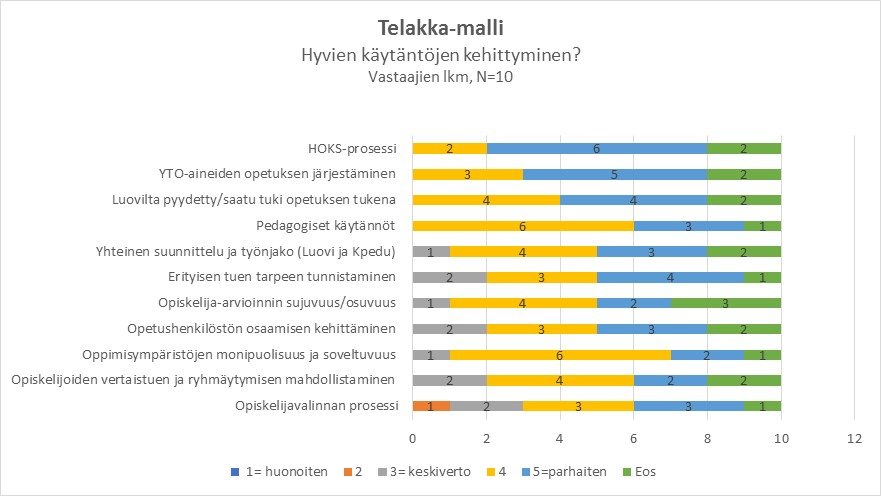 Telakka-malli
Hyvien käytäntöjen kehittyminen?
Vastaajien lkm, N=10
HOKS-prosessi 2 6 2
YTO-aineiden opetuksen järjestäminen 3 5 2
Luovilta pyydetty/saatu tuki opetuksen tukena 4 4 2
Pedagogiset käytännöt 6 3 1
Yhteinen suunnittelu ja työnjako (Luovi ja Kpedu) 1 4 3 2
Erityisen tuen tarpeen tunnistaminen 2 3 4 1
Opiskelija-arvioinnin sujuvuus/osuvuus 1 4 2 3
Opetushenkilöstön osaamisen kehittäminen 2 3 3 2
Oppimisympäristöjen monipuolisuus ja soveltuvuus 1 6 2 1
Opiskelijoiden vertaistuen ja ryhmäytymisen mahdollistaminen 2 4 2 2
Opiskelijavalinnan prosessi 1 2 3 3 1
0 2 4 6 8 10 12
1= huonoiten 2 3= keskiverto 4 5=parhaiten Eos